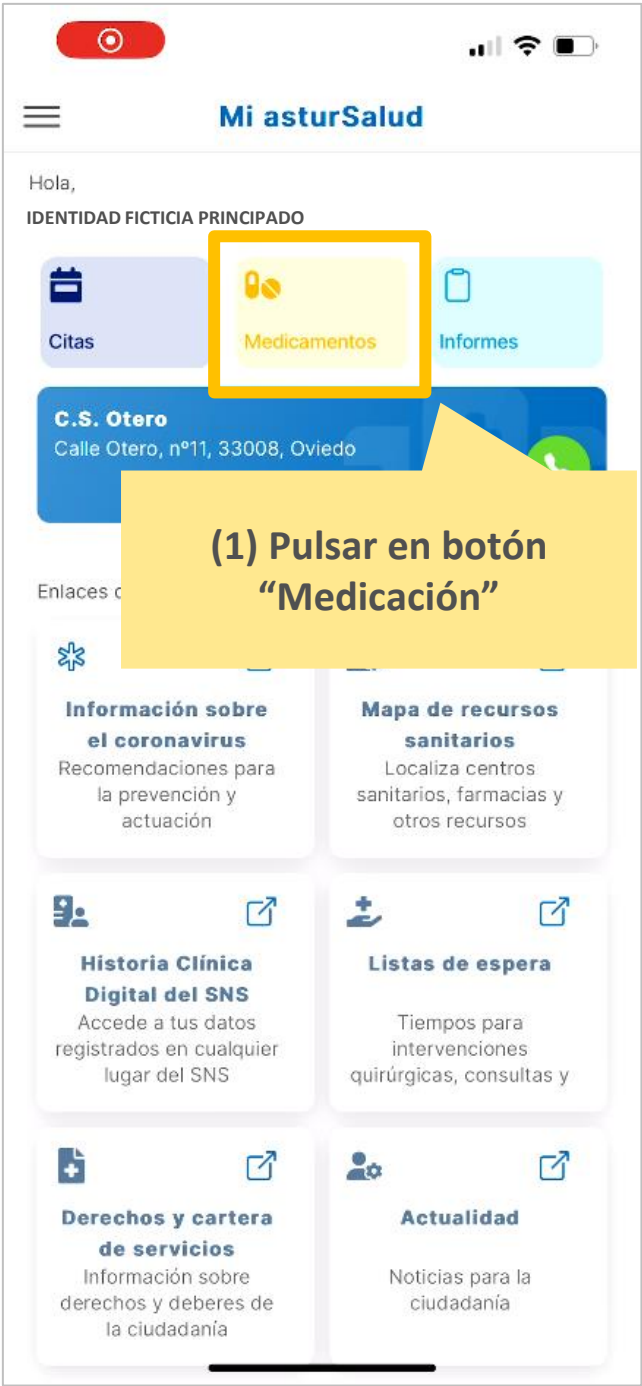 Mi asturSalud
Hola,
IDENTIDAD FICTICIA PRINCIPADO
Citas
Medicamentos
Informes
C.S. Otero
Calle Otero, nº11, 33008, Oviedo
(1) Pulsar en botón
“Medicación”
Enlaces
Información sobre
el coronavirus
Recomendaciones para
la prevención y
actuación
Mapa de recursos
sanitarios
Localiza centros
sanitarios, farmacias y
otros recursos
Historia Clínica
Digital del SNS
Accede a tus datos
registrados en cualquier
lugar del SNS
Listas de espera
Tiempos para
intervenciones
quirúrgicas, consultas y
Derechos y cartera
de servicios
Información sobre
derechos y deberes de
la ciudadanía
Actualidad
Noticias para la
ciudadanía